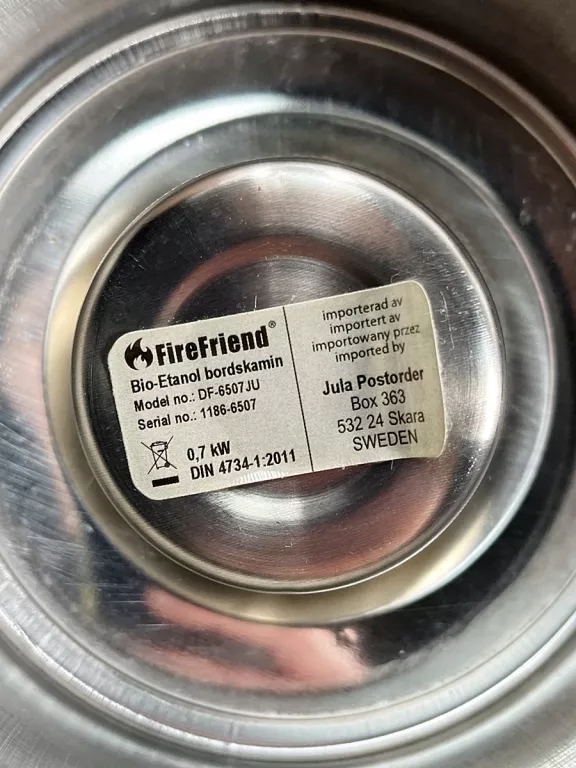 FireFriend®
Bio-Etanol bordskamin
Model no.: DF-6507JU
Serial no.: 1186-6507
0,7 kW
DIN 4734-1:2011
importerad av
importert av
importowany przez
imported by
Jula Postorder
Box 363
532 24 Skara
SWEDEN